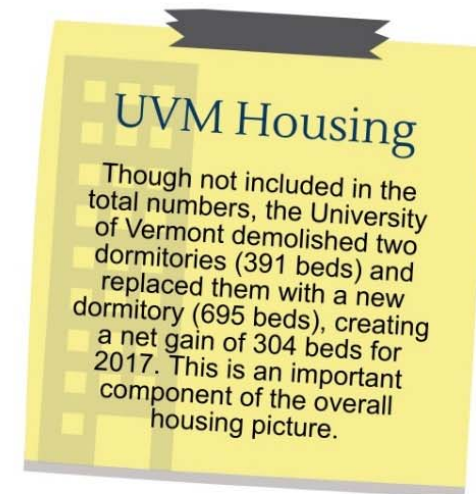 UVM Housing
Though not included in the
total numbers, the University
of Vermont demolished two
dormitories (391 beds) and
replaced them with a new
dormitory (695 beds), creating
a net gain of 304 beds for
2017. This is an important
component of the overall
housing picture.